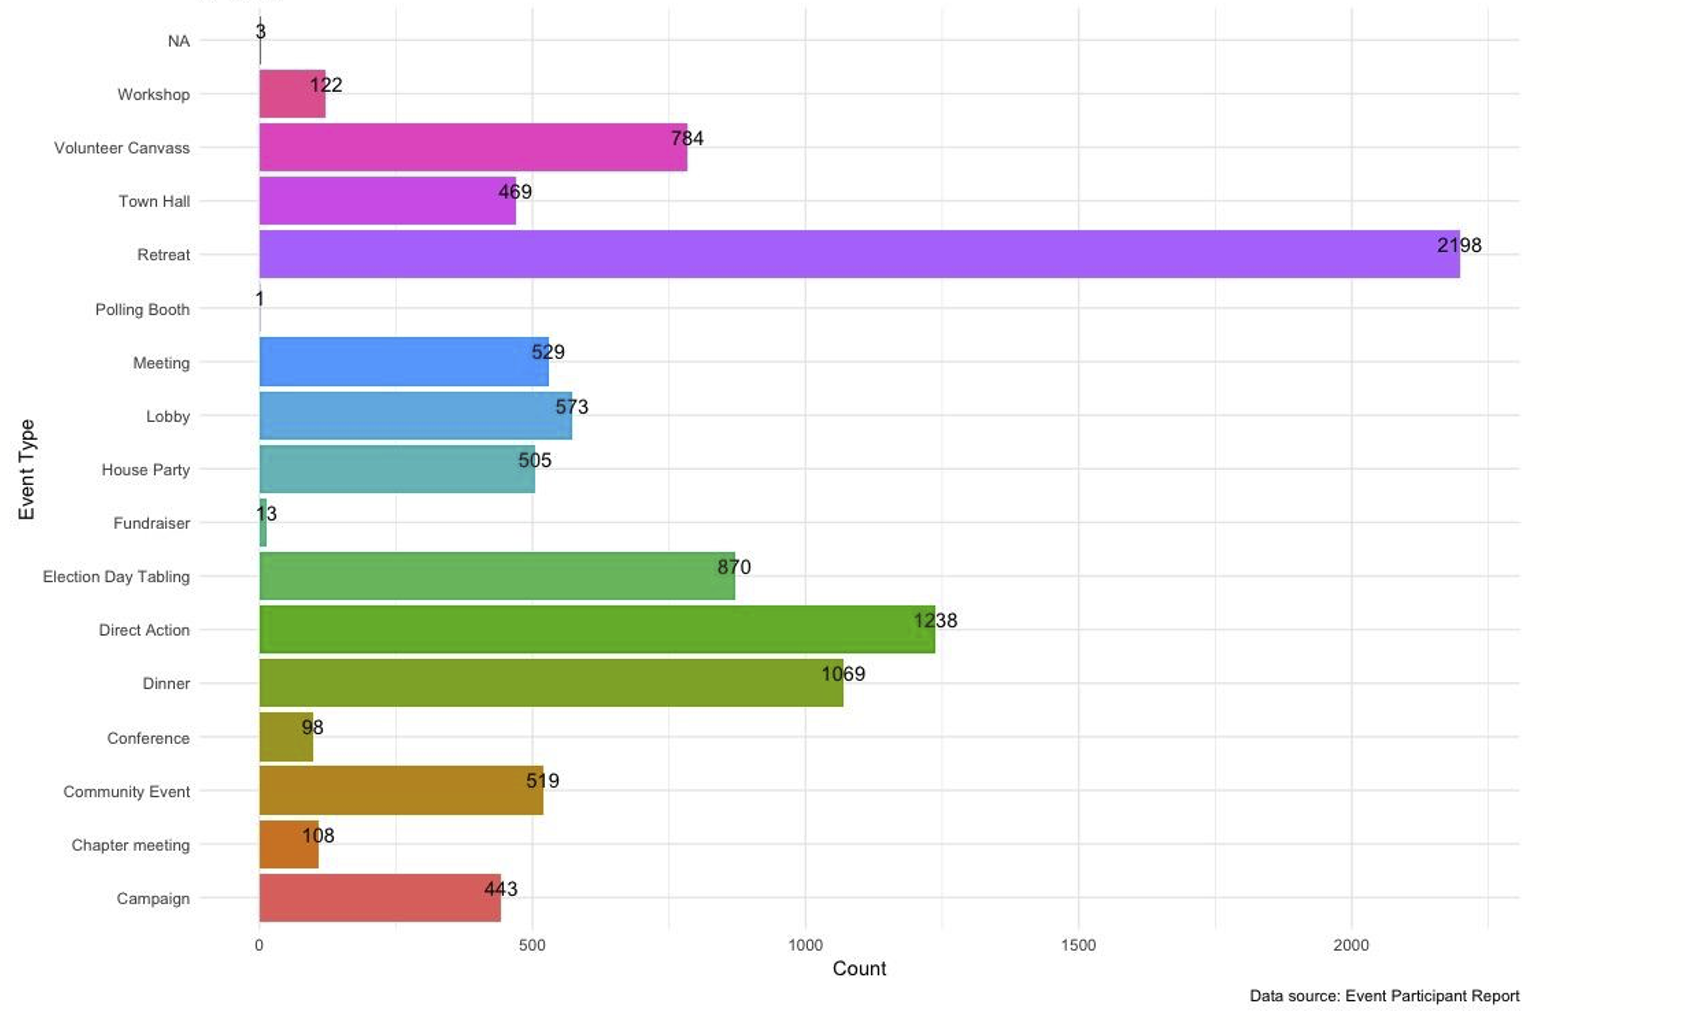 NA 3
Workshop 122
Volunteer Canvass 784
Town Hall 469
Retreat 2198
Polling Booth 1
Meeting 529
Lobby 573
House Party 505
Fundraiser 13
Election Day Tabling 870
Direct Action 1238
Dinner 1069
Conference 98
Community Event 519
Chapter meeting 108
Campaign 443
Event Type
0 500 1000 1500 2000
Count
Data source: Event Participant Report